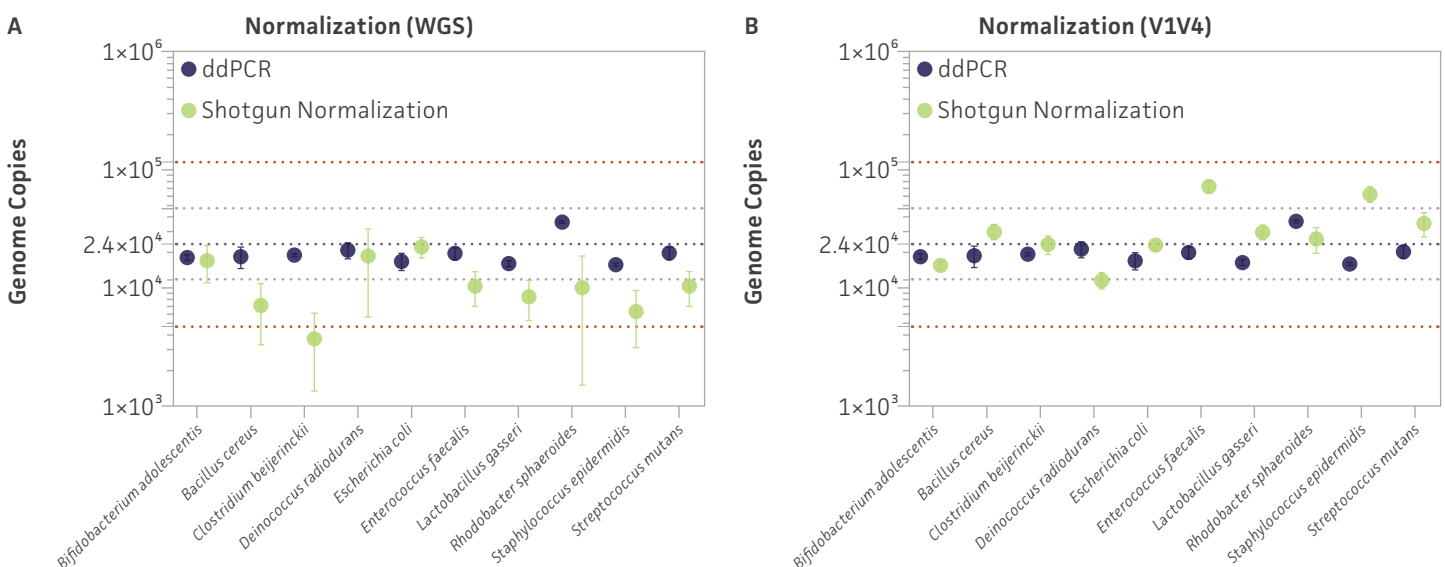 A
Normalization (WGS)
Genome Copies
1×10⁶
1×10⁵
2.4×10⁴
1×10⁴
1×10³
ddPCR
Shotgun Normalization
Bifidobacterium adolescentis
Bacillus cereus
Clostridium beijerinckii
Deinococcus radiodurans
Escherichia coli
Enterococcus faecalis
Lactobacillus gasseri
Rhodobacter sphaeroides
Staphylococcus epidermidis
Streptococcus mutans
B
Normalization (V1V4)
Genome Copies
1×10⁶
1×10⁵
2.4×10⁴
1×10⁴
1×10³
ddPCR
Shotgun Normalization
Bifidobacterium adolescentis
Bacillus cereus
Clostridium beijerinckii
Deinococcus radiodurans
Escherichia coli
Enterococcus faecalis
Lactobacillus gasseri
Rhodobacter sphaeroides
Staphylococcus epidermidis
Streptococcus mutans